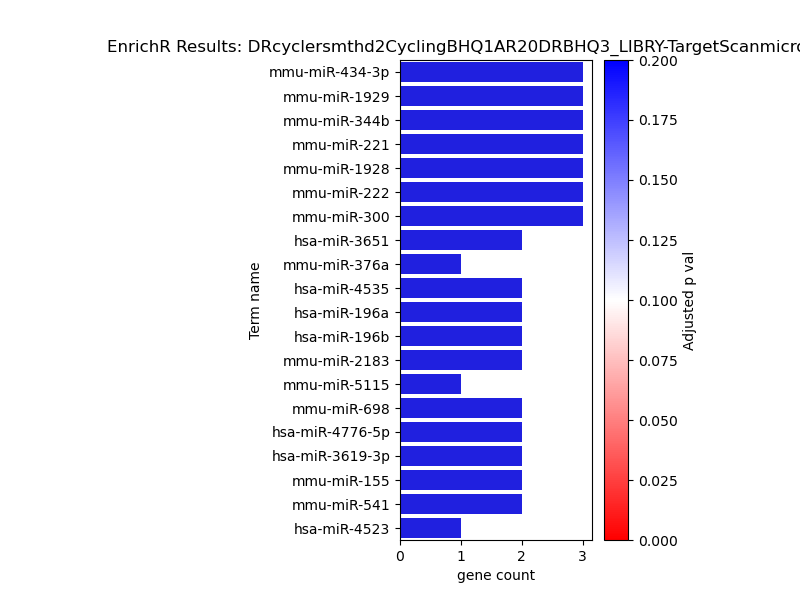 EnrichR Results: DRcyclersmthd2CyclingBHQ1AR20DRBHQ3_LIBRY-TargetScanmicro
mmu-miR-434-3p
mmu-miR-1929
mmu-miR-344b
mmu-miR-221
mmu-miR-1928
mmu-miR-222
mmu-miR-300
hsa-miR-3651
mmu-miR-376a
hsa-miR-4535
hsa-miR-196a
hsa-miR-196b
mmu-miR-2183
mmu-miR-5115
mmu-miR-698
hsa-miR-4776-5p
hsa-miR-3619-3p
mmu-miR-155
mmu-miR-541
hsa-miR-4523
Term name
0 1 2 3
gene count
0.200
0.175
0.150
0.125
0.100
0.075
0.050
0.025
0.000
Adjusted p val